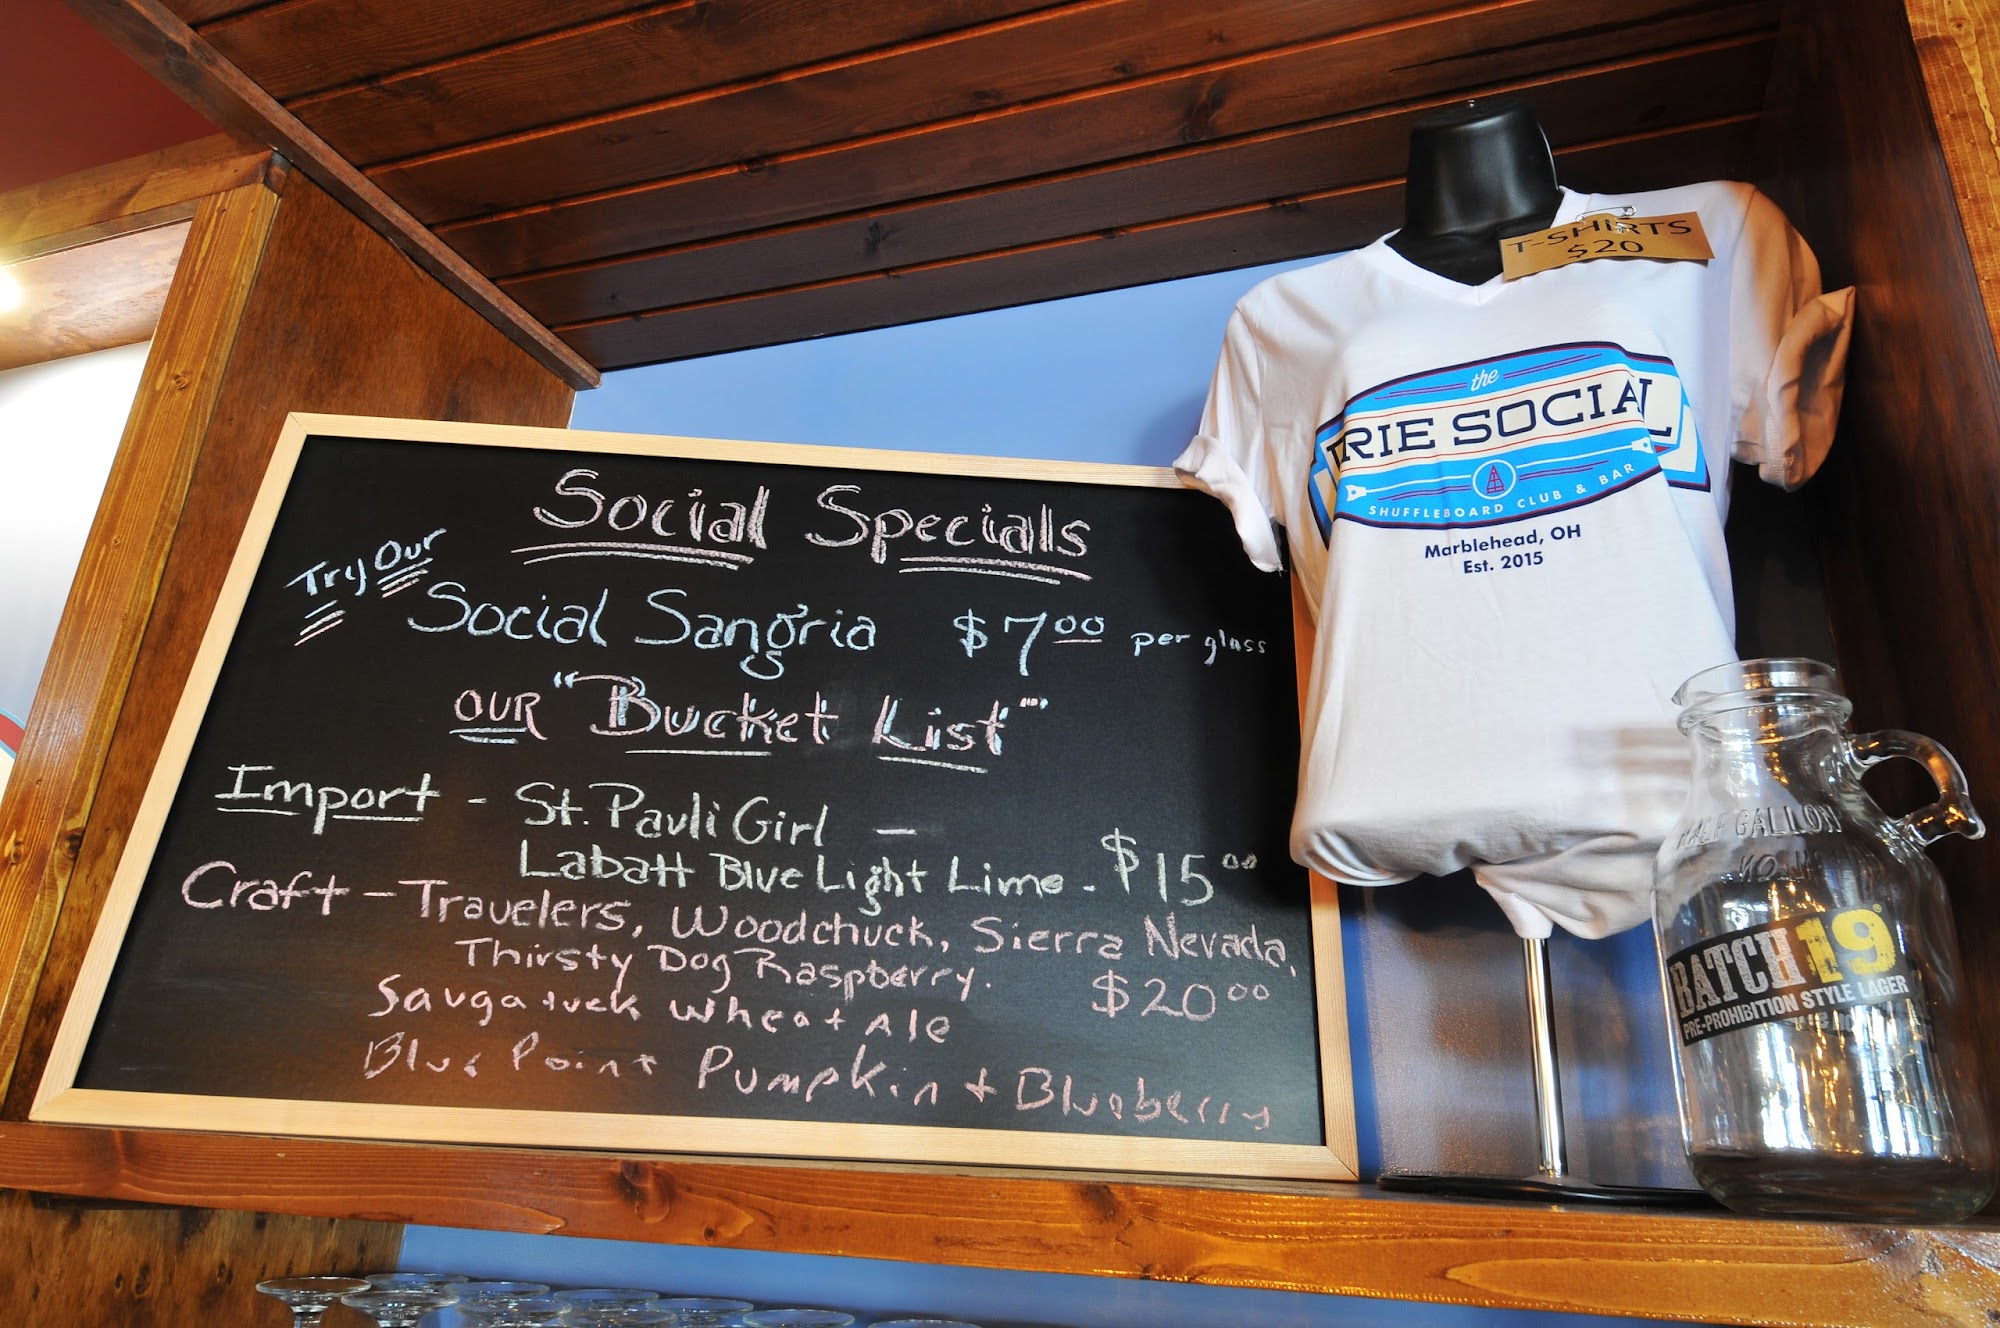 Social Specials
Try Our
Social Sangria $7.00 per glass
OUR "Bucket List"
Import - St. Pauli Girl -
Labatt Blue Light Lime - $15.00
Craft - Travelers, Woodchuck, Sierra Nevada,
Thirsty Dog Raspberry. $20.00
Saugatuck Wheat Ale
Blue Point Pumpkin + Blueberry
T-SHIRTS
$20
the
ERIE SOCIAL
SHUFFLEBOARD CLUB & BAR
Marblehead, OH
Est. 2015
HALF GALLON
BATCH 19
PRE-PROHIBITION STYLE LAGER